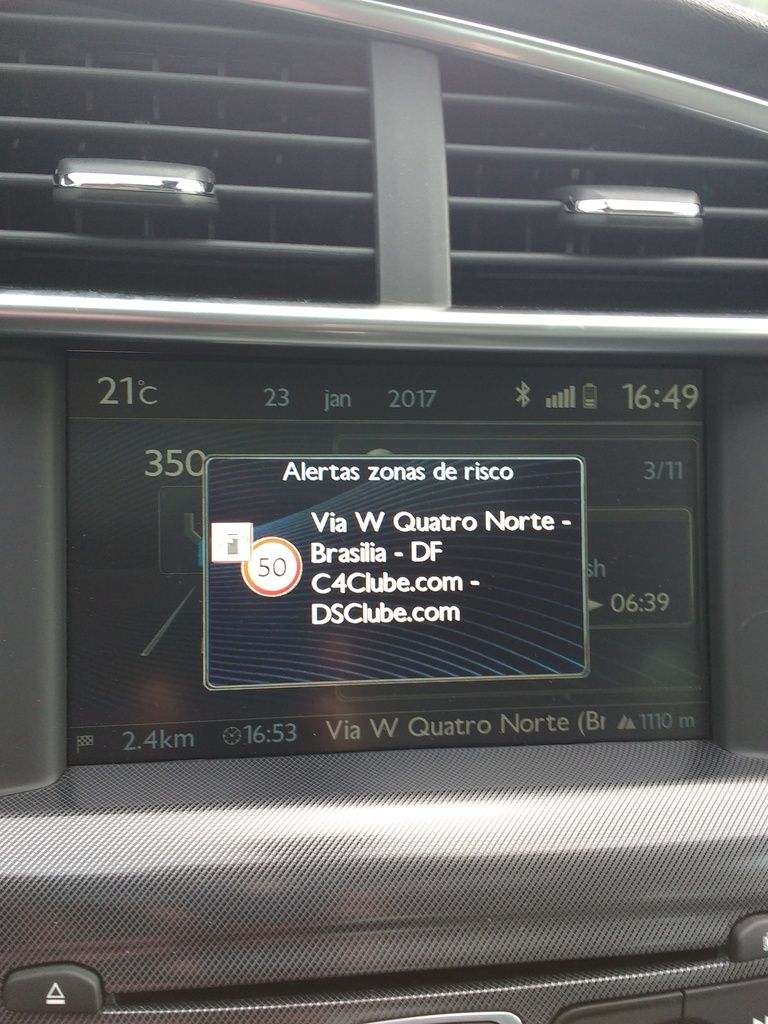 21°C 23 jan 2017 16:49
350
3/11
Alertas zonas de risco
Via W Quatro Norte -
Brasilia - DF
50
C4Clube.com -
DSClube.com
sh
06:39
2.4km 16:53 Via W Quatro Norte (Br 1110 m